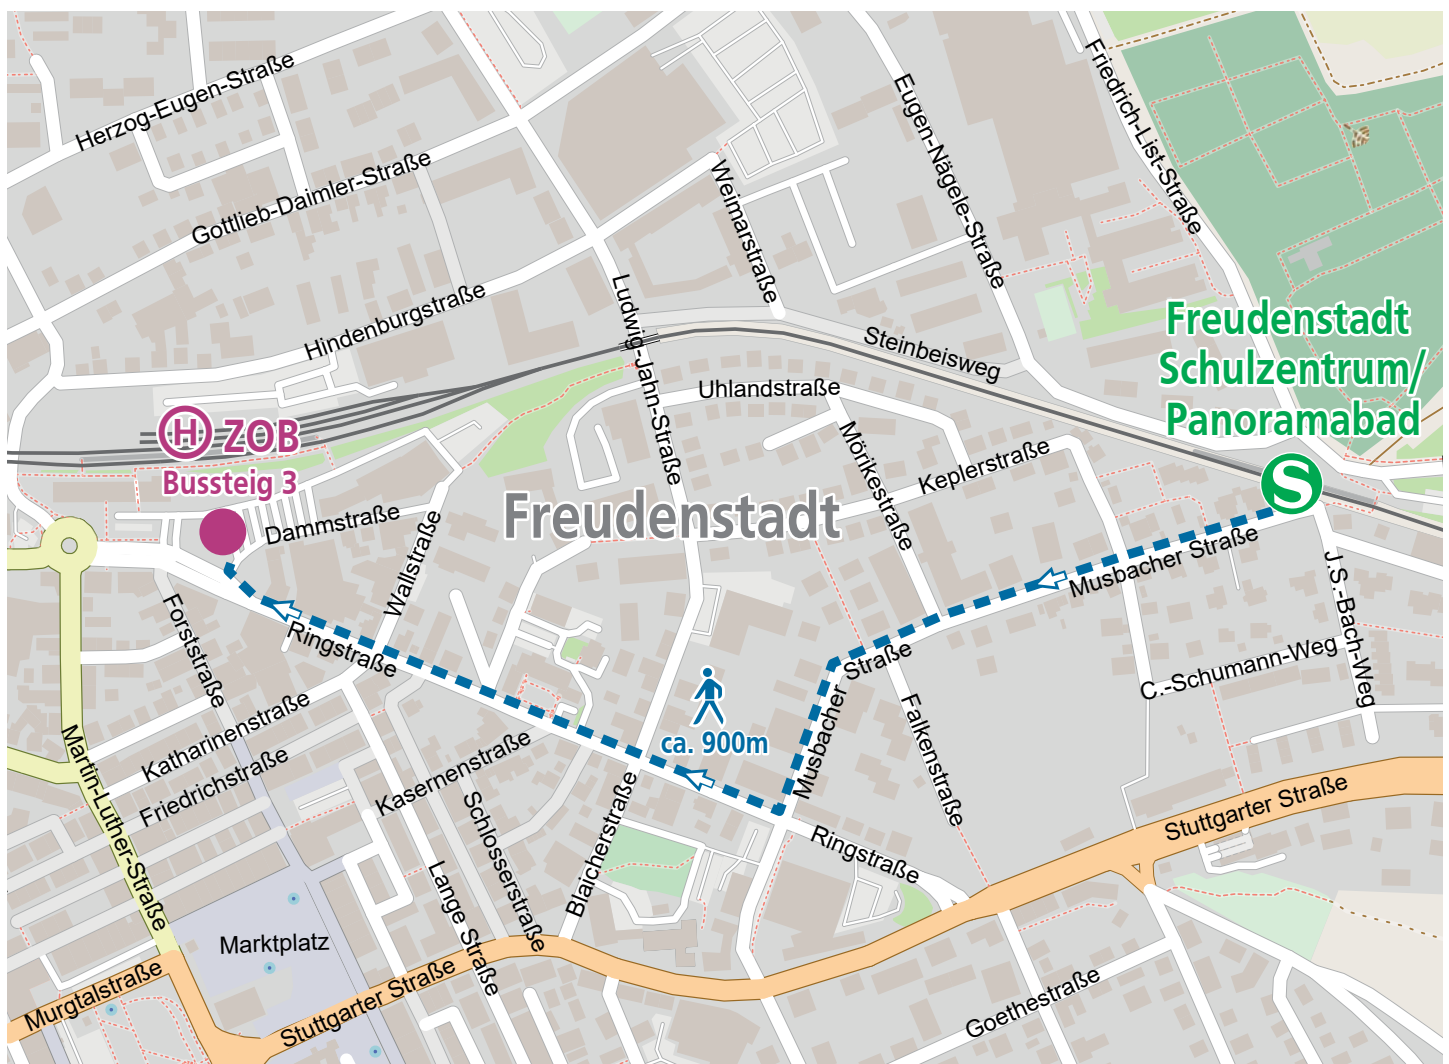 Herzog-Eugen-Straße
Gottlieb-Daimler-Straße
Hindenburgstraße
Ludwig-Jahn-Straße
Weimarstraße
Eugen-Nägele-Straße
Friedrich-List-Straße
Steinbeisweg
Freudenstadt
Schulzentrum/
Panoramabad
S
Uhlandstraße
Mörikestraße
Keplerstraße
H ZOB
Bussteig 3
Dammstraße
Wallstraße
Freudenstadt
Musbacher Straße
J.S.-Bach-Weg
C.-Schumann-Weg
Forststraße
Ringstraße
Musbacher Straße
Musbacher
Falkenstraße
ca. 900m
Katharinenstraße
Friedrichstraße
Martin-Luther-Straße
Kasernenstraße
Schlosserstraße
Blaicherstraße
Lange Straße
Ringstraße
Stuttgarter Straße
Marktplatz
Murgtalstraße
Stuttgarter Straße
Goethestraße